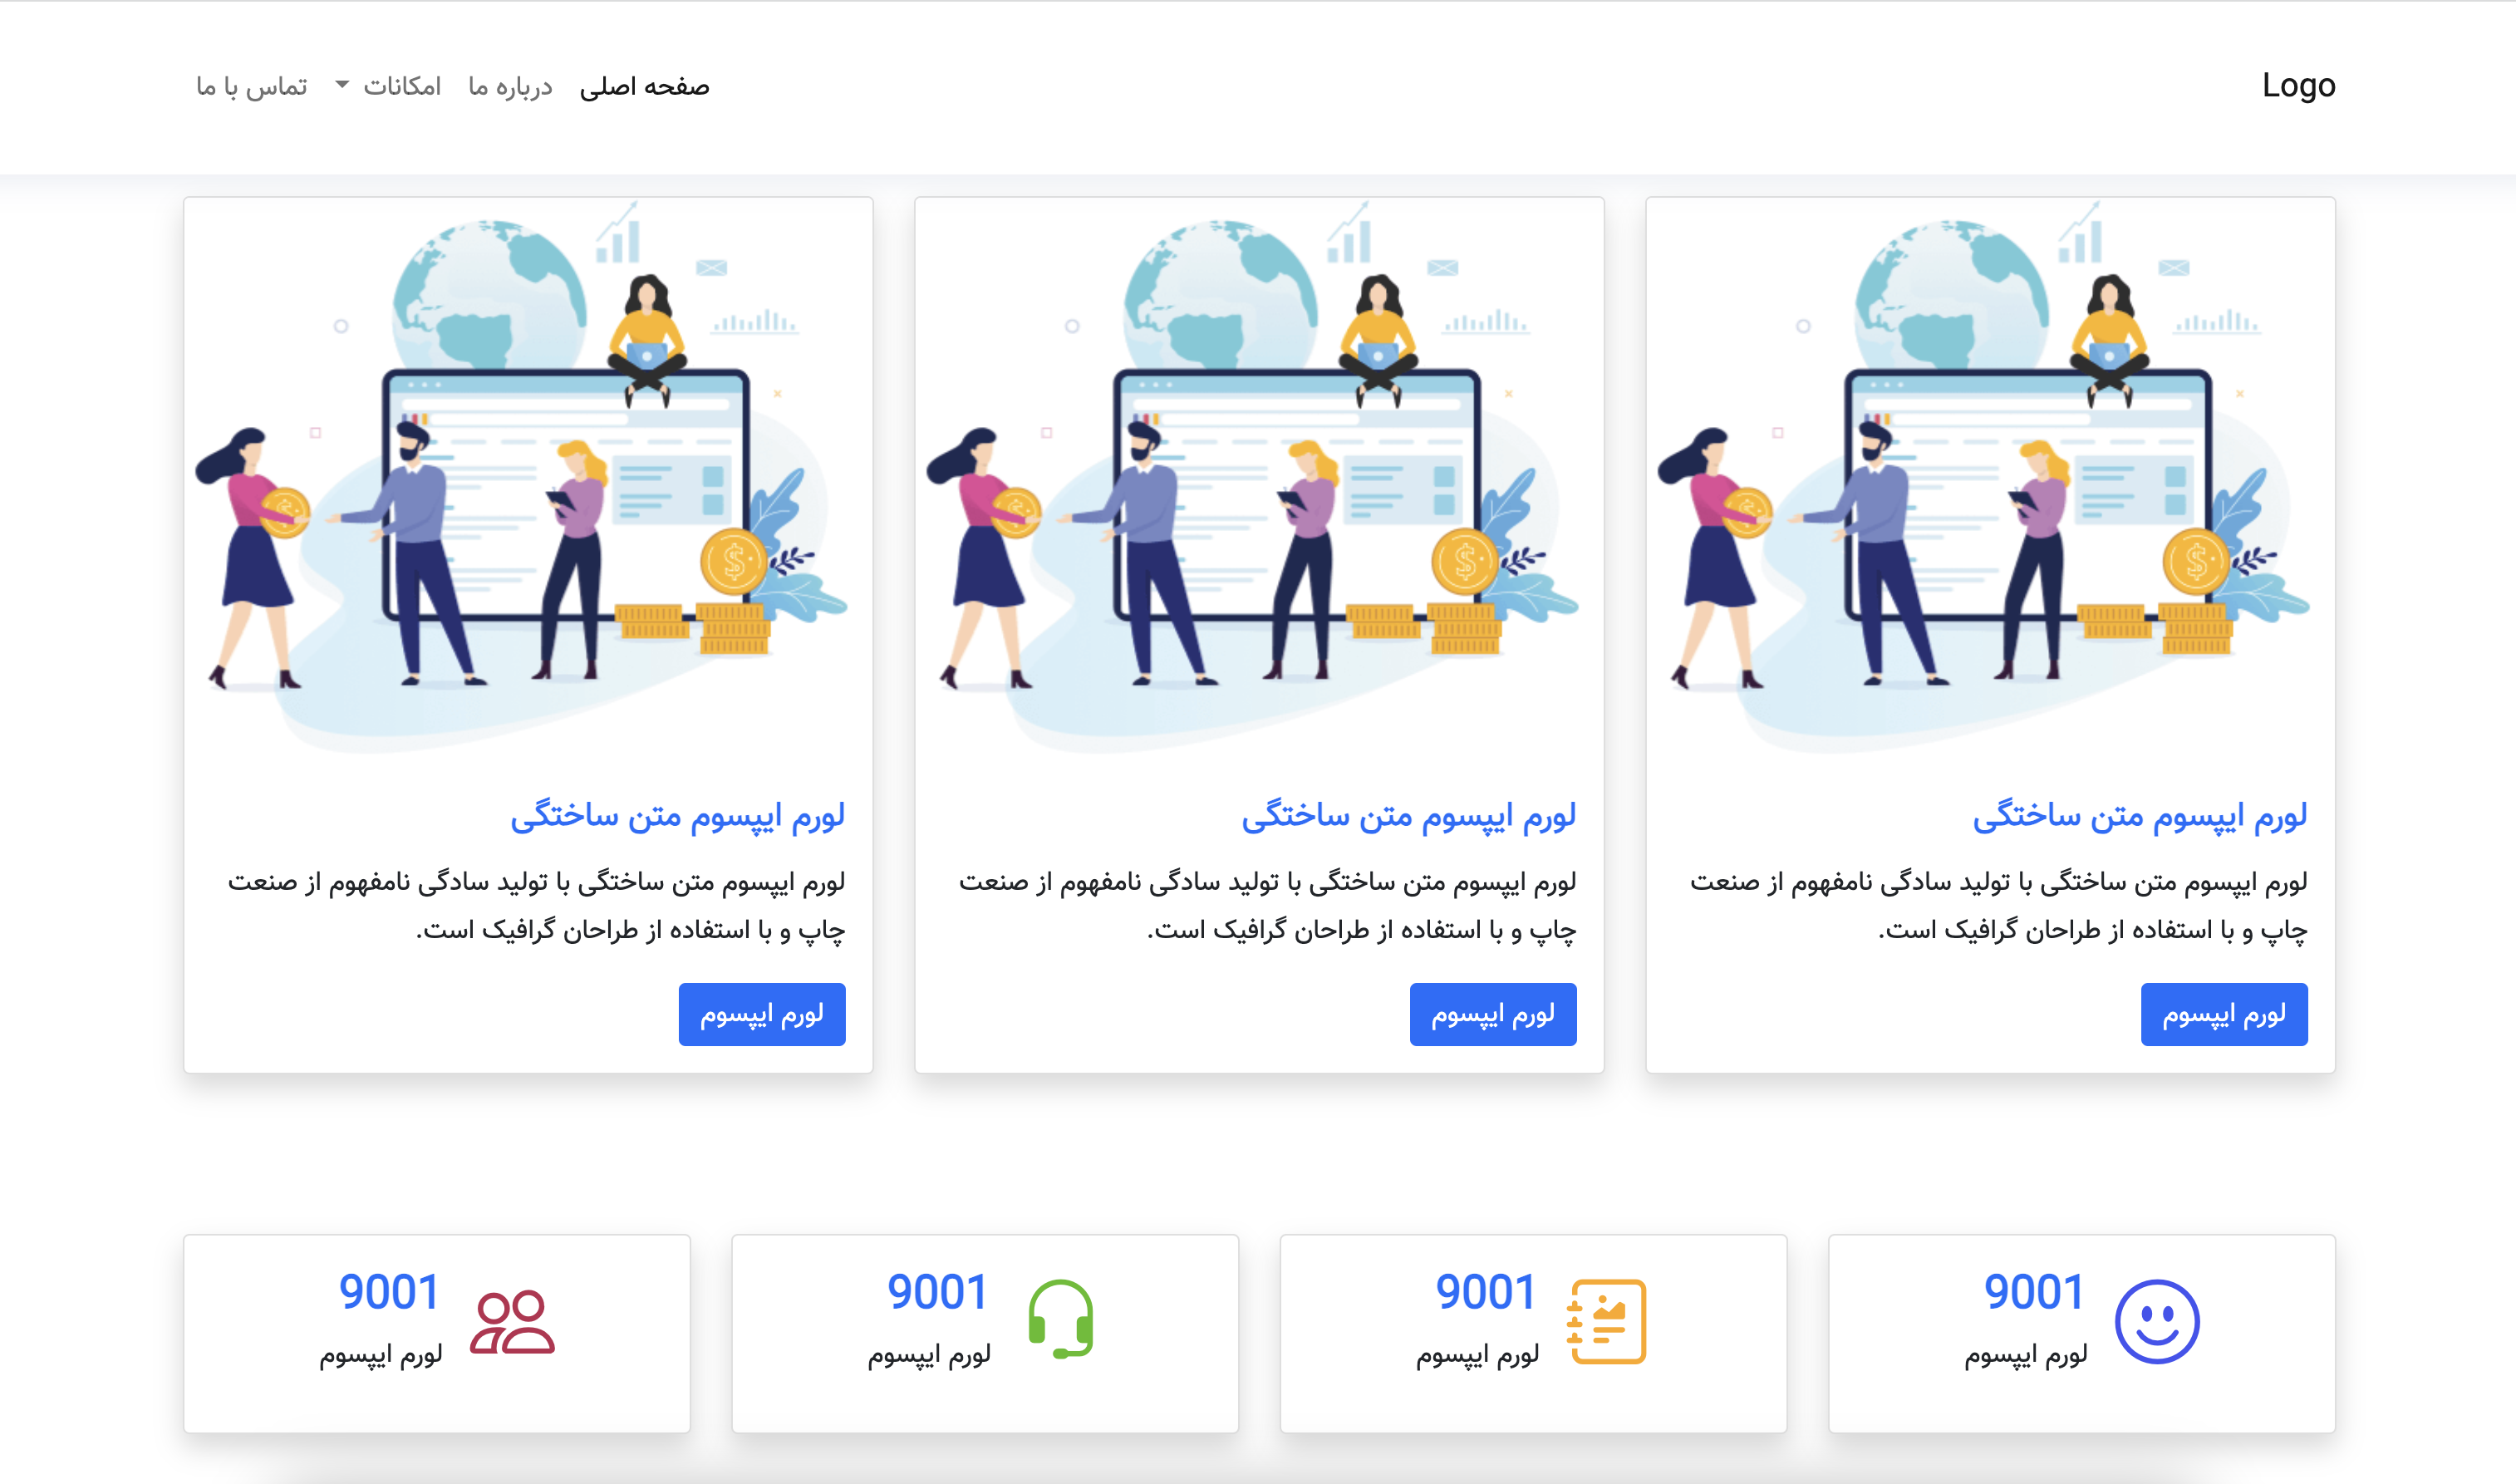 Logo
صفحه اصلی
درباره ما
امکانات
تماس با ما
لورم ایپسوم متن ساختگی
لورم ایپسوم متن ساختگی با تولید سادگی نامفهوم از صنعت
چاپ و با استفاده از طراحان گرافیک است.
لورم ایپسوم
لورم ایپسوم متن ساختگی
لورم ایپسوم متن ساختگی با تولید سادگی نامفهوم از صنعت
چاپ و با استفاده از طراحان گرافیک است.
لورم ایپسوم
لورم ایپسوم متن ساختگی
لورم ایپسوم متن ساختگی با تولید سادگی نامفهوم از صنعت
چاپ و با استفاده از طراحان گرافیک است.
لورم ایپسوم
9001
لورم ایپسوم
9001
لورم ایپسوم
9001
لورم ایپسوم
9001
لورم ایپسوم